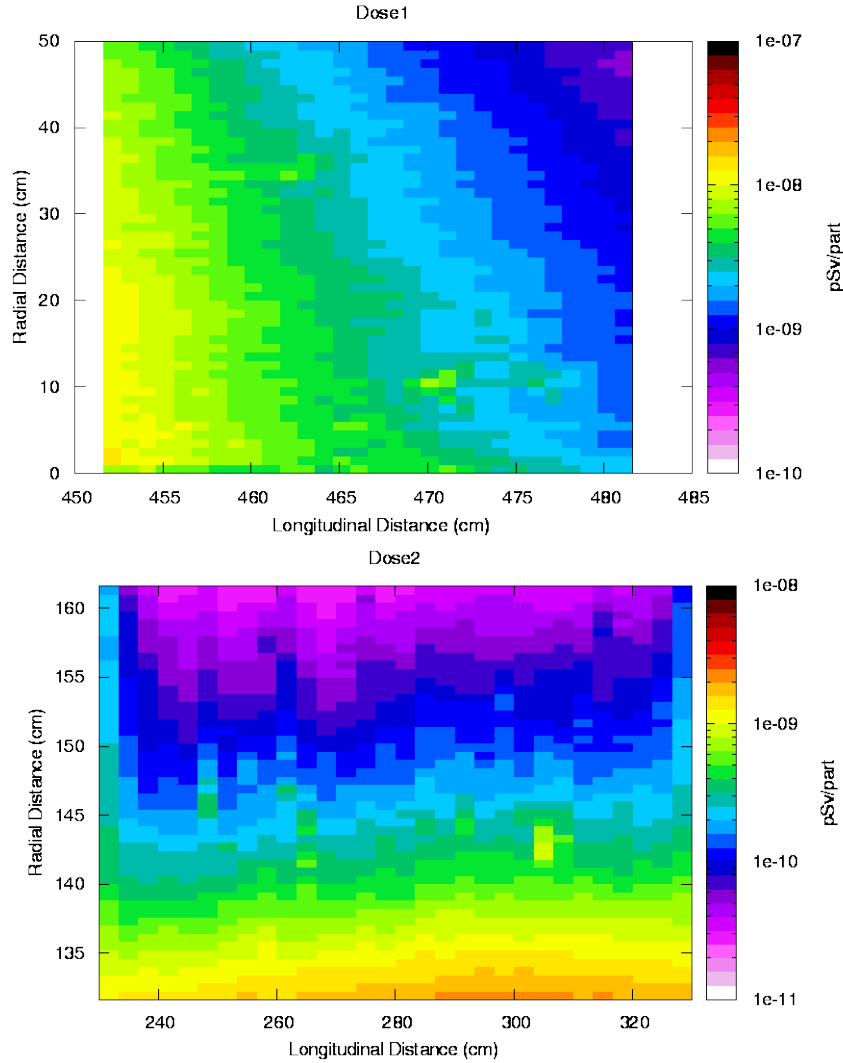 Dose1
50
40
30
20
10
0
Radial Distance (cm)
450
455
460
465
470
475
480
485
Longitudinal Distance (cm)
1e-07
1e-08
1e-09
1e-10
pSv/part
Dose2
160
155
150
145
140
135
Radial Distance (cm)
240
260
280
300
320
Longitudinal Distance (cm)
1e-08
1e-09
1e-10
1e-11
pSv/part